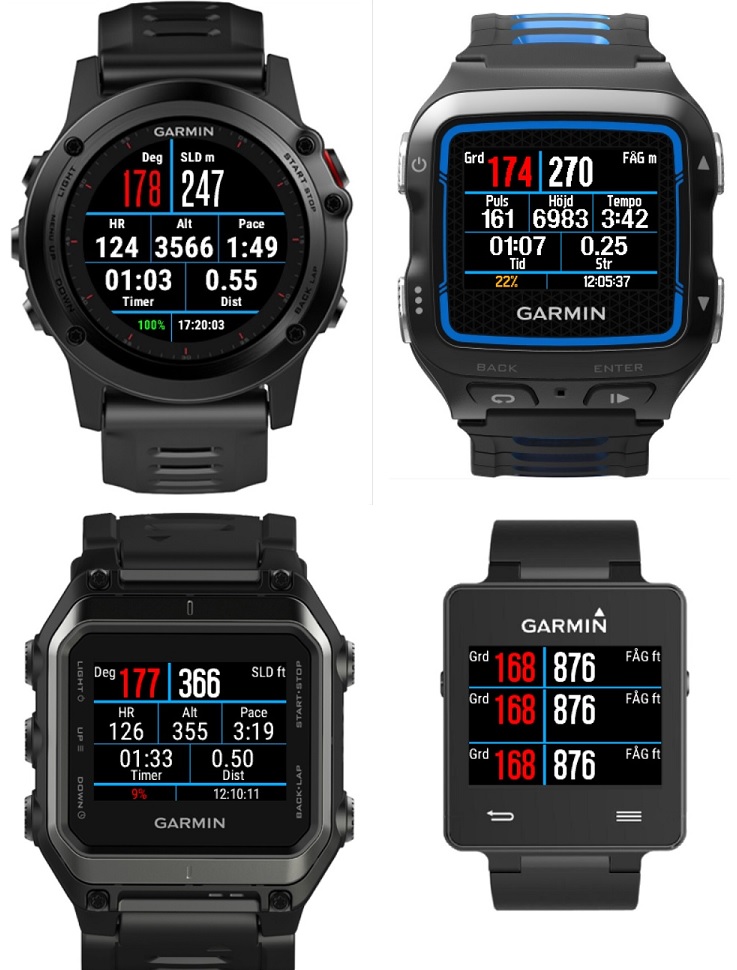 GARMIN
Deg SLD m
178 247
HR Alt Pace
124 3566 1:49
01:03 0.55
Timer Dist
100% 17:20:03
LIGHT
MENU·UP
DOWN
START STOP
BACK LAP
Grd 174 270 FÅG m
Puls Höjd Tempo
161 6983 3:42
01:07 0.25
Tid Str
22% 12:05:37
GARMIN
BACK ENTER
Deg 177 366 SLD ft
HR Alt Pace
126 355 3:19
01:33 0.50
Timer Dist
9% 12:10:11
GARMIN
LIGHT
UP
DOWN
START·STOP
BACK·LAP
GARMIN
Grd 168 876 FÅG ft
Grd 168 876 FÅG ft
Grd 168 876 FÅG ft